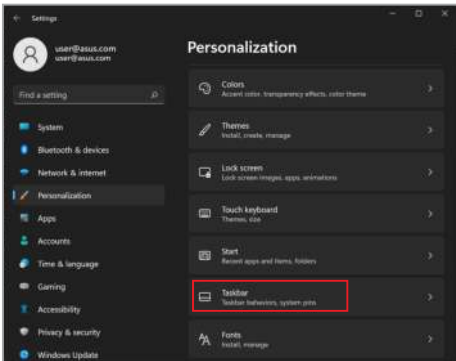 Settings
user@asus.com
user@asus.com
Find a setting
System
Bluetooth & devices
Network & internet
Personalization
Apps
Accounts
Time & language
Gaming
Accessibility
Privacy & security
Windows Update
Personalization
Colors
Accent color, transparency effects, color theme
Themes
Install, create, manage
Lock screen
Lock screen images, apps, animations
Touch keyboard
Themes, size
Start
Recent apps and items, folders
Taskbar
Taskbar behaviors, system pins
Fonts
Install, manage